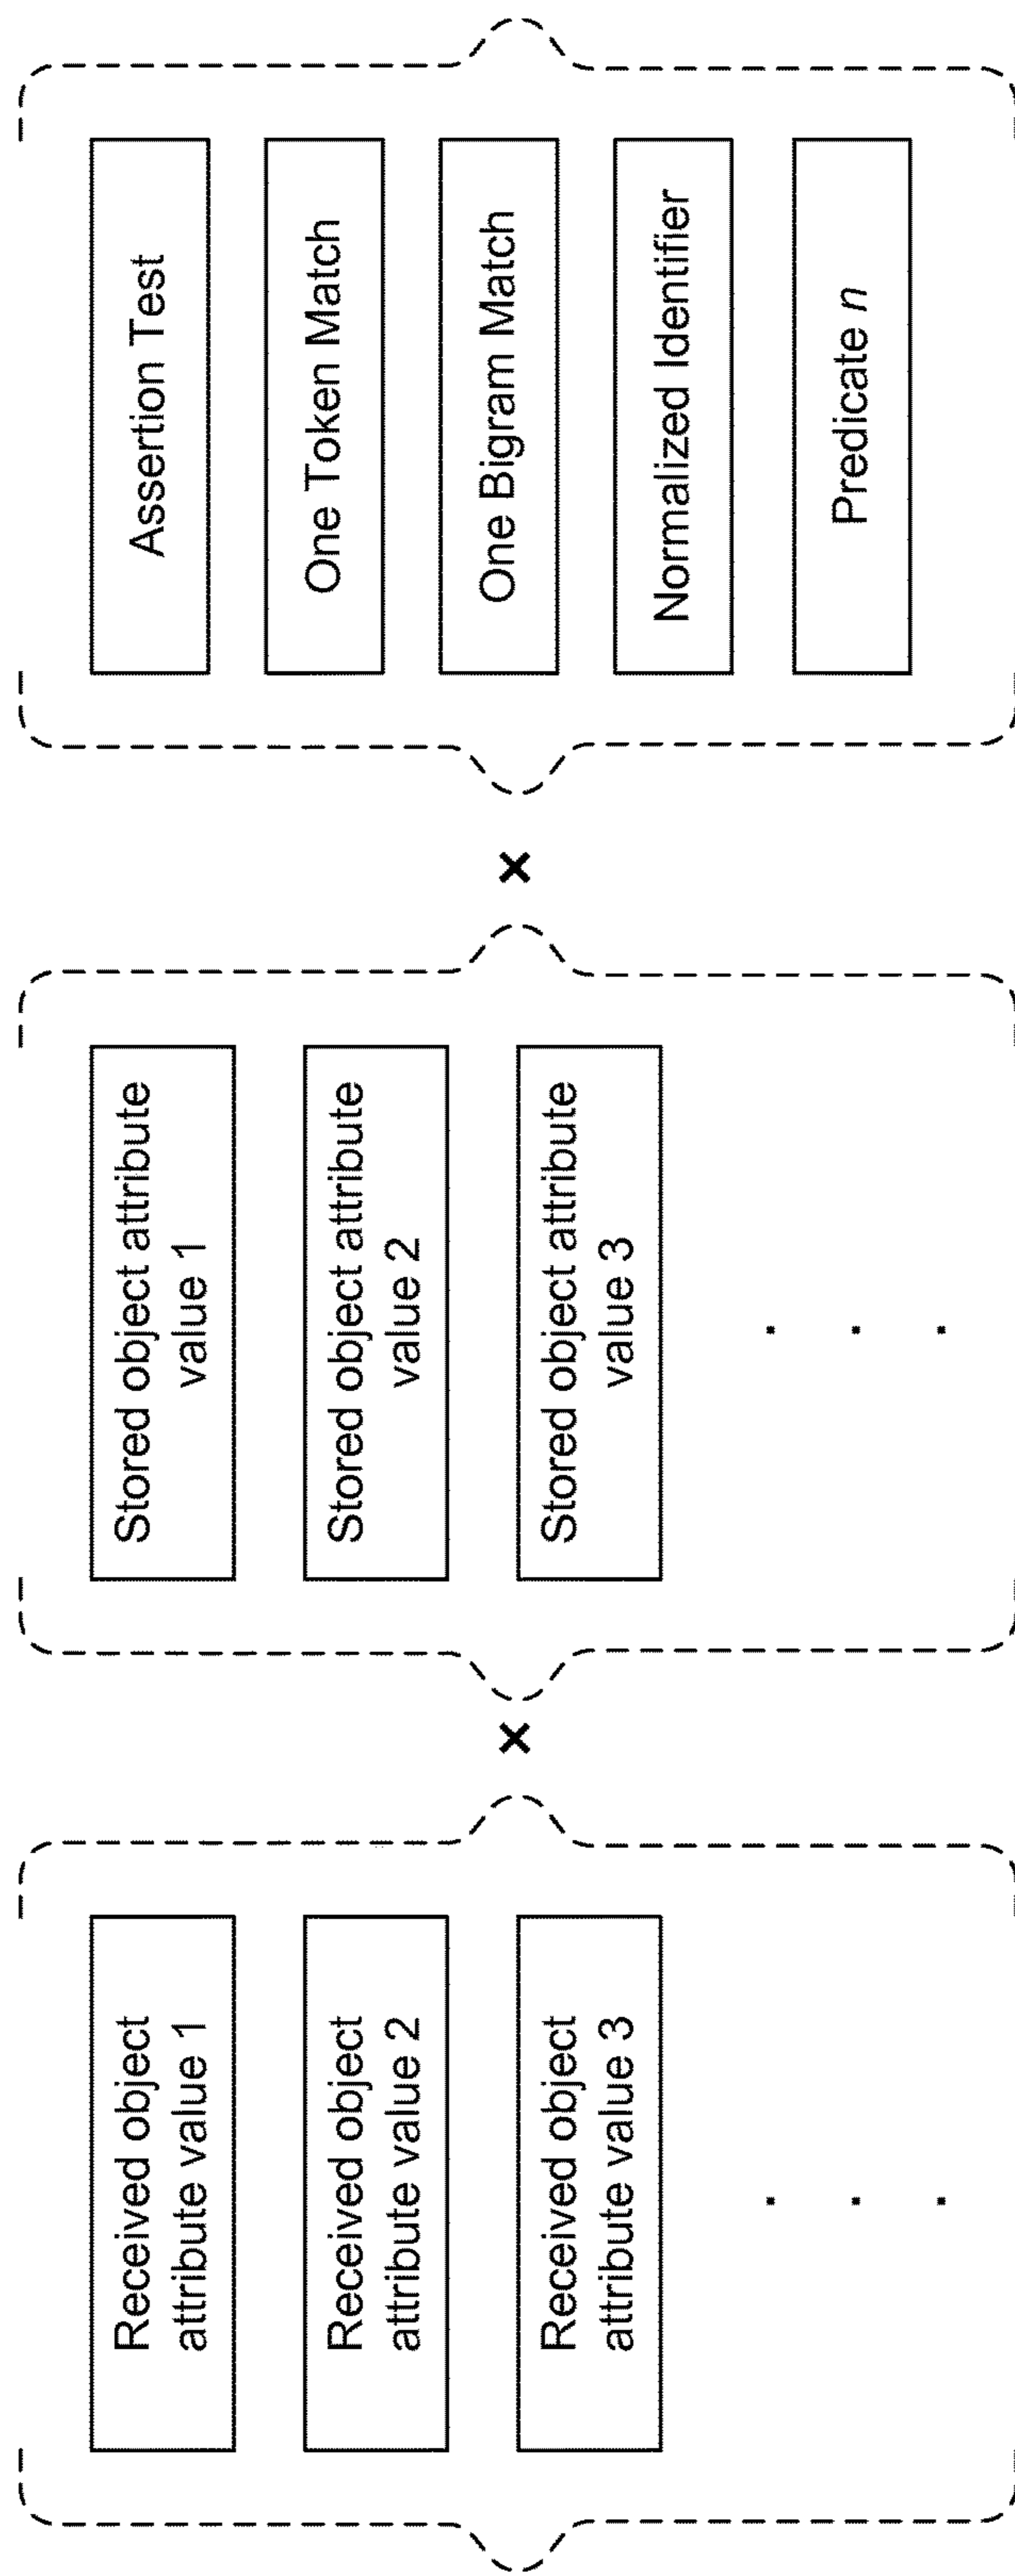 Received object
attribute value 1
Received object
attribute value 2
Received object
attribute value 3
. . .
×
Stored object attribute
value 1
Stored object attribute
value 2
Stored object attribute
value 3
. . .
×
Assertion Test
One Token Match
One Bigram Match
Normalized Identifier
Predicate n